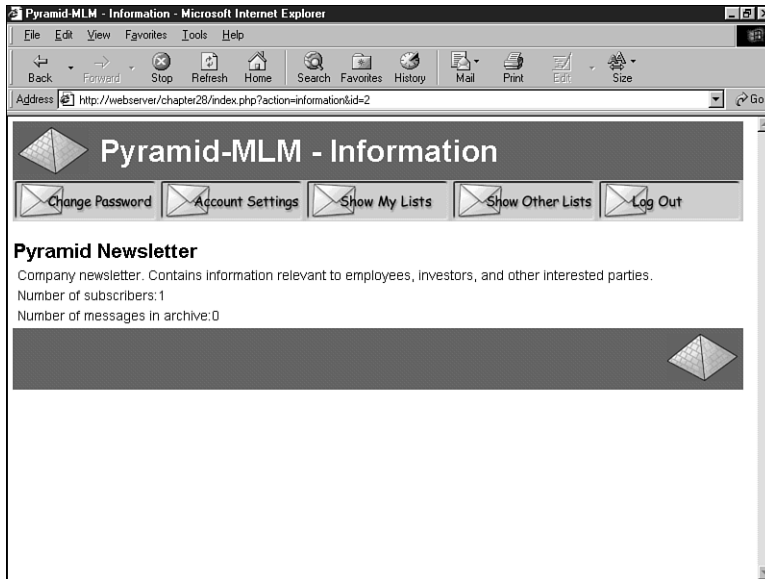 Pyramid-MLM - Information - Microsoft Internet Explorer
File Edit View Favorites Tools Help
Back Forward Stop Refresh Home Search Favorites History Mail Print Edit Size
Address http://webserver/chapter28/index.php?action=information&id=2 Go
Pyramid-MLM - Information
Change Password Account Settings Show My Lists Show Other Lists Log Out
Pyramid Newsletter
Company newsletter. Contains information relevant to employees, investors, and other interested parties.
Number of subscribers:1
Number of messages in archive:0